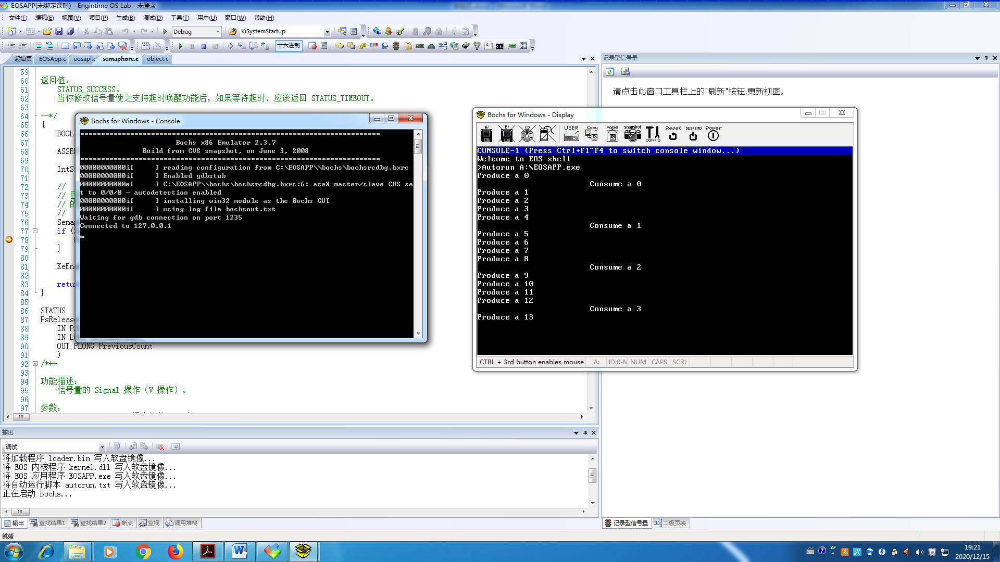 EOSAPP(未绑定课时) - Engintime OS Lab - 未登录
文件(F) 编辑(E) 视图(V) 项目(P) 生成(B) 调试(D) 工具(T) 用户(U) 窗口(W) 帮助(H)
Debug KiSystemStartup
十六进制
起始页 EOSApp.c eosapi.c semaphore.c object.c
59
60 返回值:
61 STATUS_SUCCESS。
62 当你修改信号量使之支持超时唤醒功能后，如果等待超时，应该返回 STATUS_TIMEOUT。
63
64 --*/
65 {
66 BOOL
67
68 ASSE
69
70 IntS
71
72 //
73 //
74 // 的
75 //
76 Sema
77 if (
78
79 }
80
81 KeEna
82
83 retur
84 }
85
86 STATUS
87 PsReleas
88 IN P
89 IN L
90 OUT PLONG PreviousCount
91 )
92 /*++
93
94 功能描述:
95 信号量的 Signal 操作（V 操作）。
96
97 参数:
Bochs for Windows - Console
========================================================================
Bochs x86 Emulator 2.3.7
Build from CVS snapshot, on June 3, 2008
========================================================================
00000000000i[     ] reading configuration from C:\EOSAPP\\bochs\bochsrcdbg.bxrc
00000000000i[     ] Enabled gdbstub
00000000000e[     ] C:\EOSAPP\\bochs\bochsrcdbg.bxrc:6: ataX-master/slave CHS se
t to 0/0/0 - autodetection enabled
00000000000i[     ] installing win32 module as the Bochs GUI
00000000000i[     ] using log file bochsout.txt
Waiting for gdb connection on port 1235
Connected to 127.0.0.1
记录型信号量
请点击此窗口工具栏上的"刷新"按钮,更新视图。
Bochs for Windows - Display
A: B: CD USER Copy Paste snapshot CONFIG Reset SUSPEND Power
CONSOLE-1 (Press Ctrl+F1~F4 to switch console window...)
Welcome to EOS shell
>Autorun A:\EOSAPP.exe
Produce a 0
Consume a 0
Produce a 1
Produce a 2
Produce a 3
Produce a 4
Consume a 1
Produce a 5
Produce a 6
Produce a 7
Produce a 8
Consume a 2
Produce a 9
Produce a 10
Produce a 11
Produce a 12
Consume a 3
Produce a 13
CTRL + 3rd button enables mouse A: HD:0-M NUM CAPS SCRL
输出
调试
将加载程序 loader.bin 写入软盘镜像...
将 EOS 内核程序 kernel.dll 写入软盘镜像...
将 EOS 应用程序 EOSAPP.exe 写入软盘镜像...
将自动运行脚本 autorun.txt 写入软盘镜像...
正在启动 Bochs...
输出 查找结果1 查找结果2 断点 监视 调用堆栈
记录型信号量 二级页表
就绪
19:21
2020/12/15